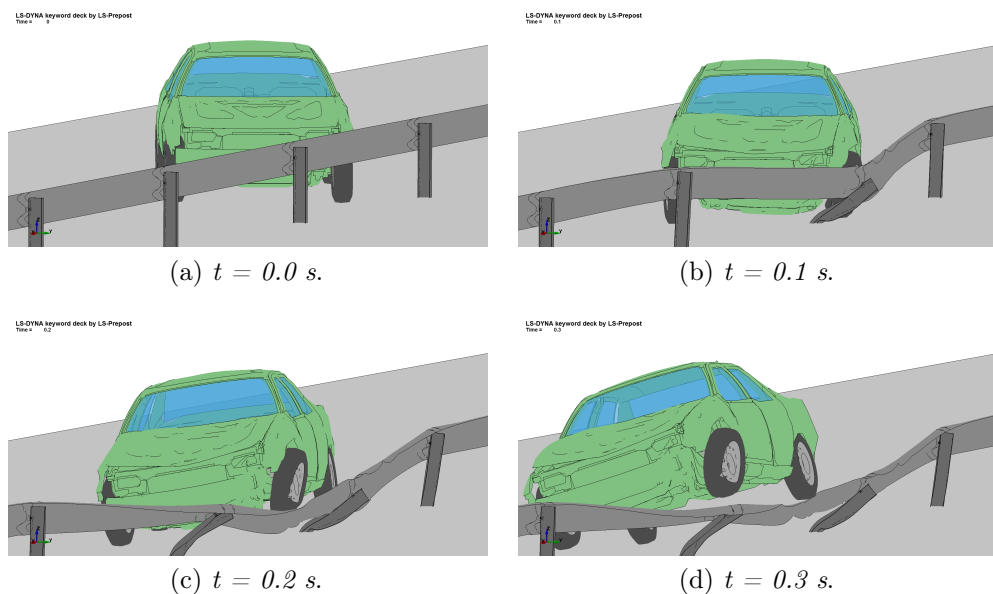 LS-DYNA keyword deck by LS-Prepost
Time = 0
(a) t = 0.0 s.
LS-DYNA keyword deck by LS-Prepost
Time = 0.1
(b) t = 0.1 s.
LS-DYNA keyword deck by LS-Prepost
Time = 0.2
(c) t = 0.2 s.
LS-DYNA keyword deck by LS-Prepost
Time = 0.3
(d) t = 0.3 s.